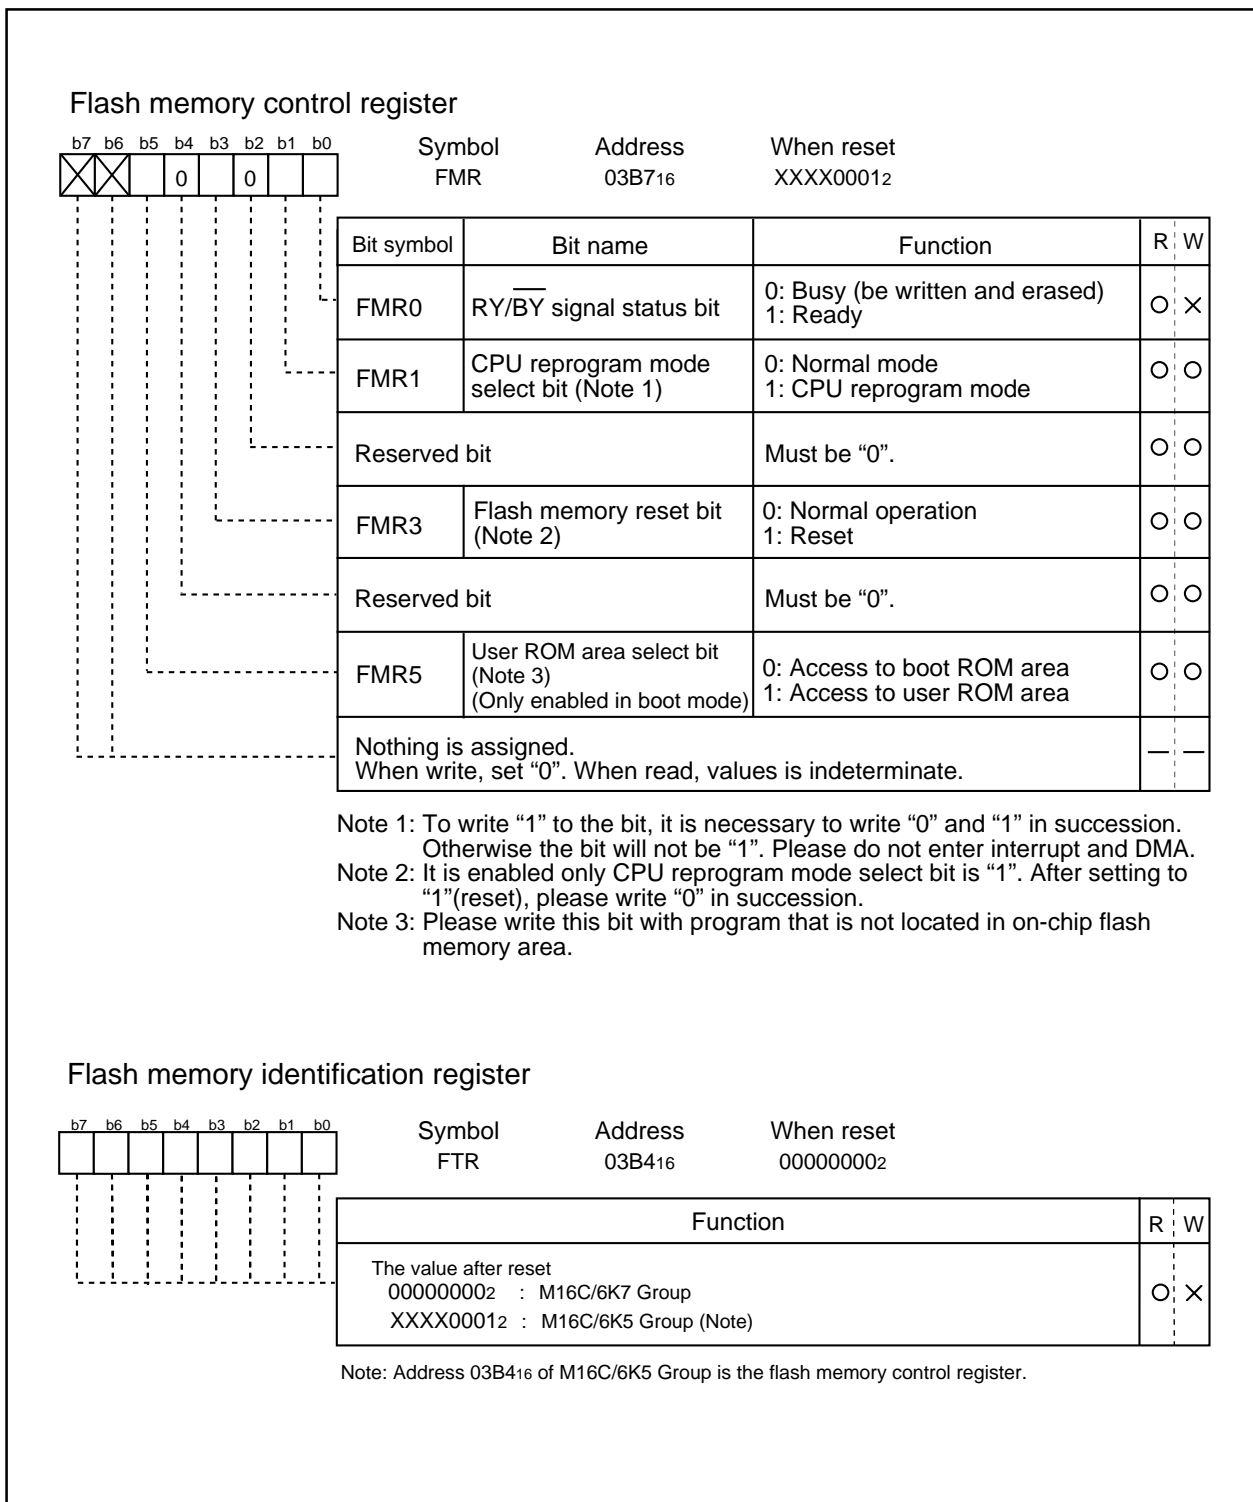 Flash memory control register
b7 b6 b5 b4 b3 b2 b1 b0
Symbol Address When reset
0 0
FMR 03B716 XXXX00012
Bit symbol Bit name Function R W
FMR0 RY/BY signal status bit 0: Busy (be written and erased)
1: Ready
FMR1 CPU reprogram mode
select bit (Note 1) 0: Normal mode
1: CPU reprogram mode
Reserved bit Must be “0”.
FMR3 Flash memory reset bit
(Note 2) 0: Normal operation
1: Reset
Reserved bit Must be “0”.
FMR5 User ROM area select bit
(Note 3)
(Only enabled in boot mode) 0: Access to boot ROM area
1: Access to user ROM area
Nothing is assigned.
When write, set “0”. When read, values is indeterminate.
Note 1: To write “1” to the bit, it is necessary to write “0” and “1” in succession.
Otherwise the bit will not be “1”. Please do not enter interrupt and DMA.
Note 2: It is enabled only CPU reprogram mode select bit is “1”. After setting to
“1”(reset), please write “0” in succession.
Note 3: Please write this bit with program that is not located in on-chip flash
memory area.
Flash memory identification register
b7 b6 b5 b4 b3 b2 b1 b0
Symbol Address When reset
FTR 03B416 000000002
Function R W
The value after reset
000000002 : M16C/6K7 Group
XXXX00012 : M16C/6K5 Group (Note)
Note: Address 03B416 of M16C/6K5 Group is the flash memory control register.